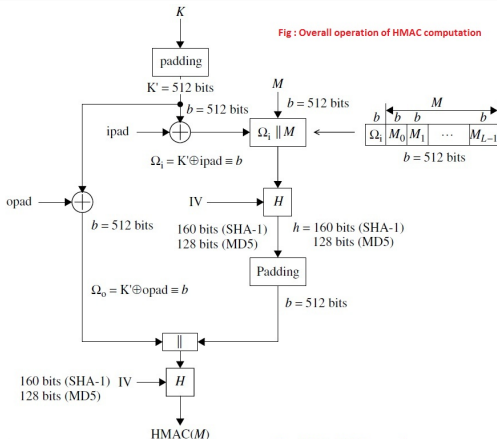 K
Fig : Overall operation of HMAC computation
padding
K' = 512 bits
M
b = 512 bits
b = 512 bits
ipad
Ωi || M
M
b b b b
Ωi M0 M1 ... ML−1
b = 512 bits
Ωi = K'⊕ipad ≡ b
opad
IV
H
b = 512 bits
160 bits (SHA-1)
128 bits (MD5)
h = 160 bits (SHA-1)
128 bits (MD5)
Padding
Ωo = K'⊕opad ≡ b
b = 512 bits
||
160 bits (SHA-1) IV
128 bits (MD5)
H
HMAC(M)